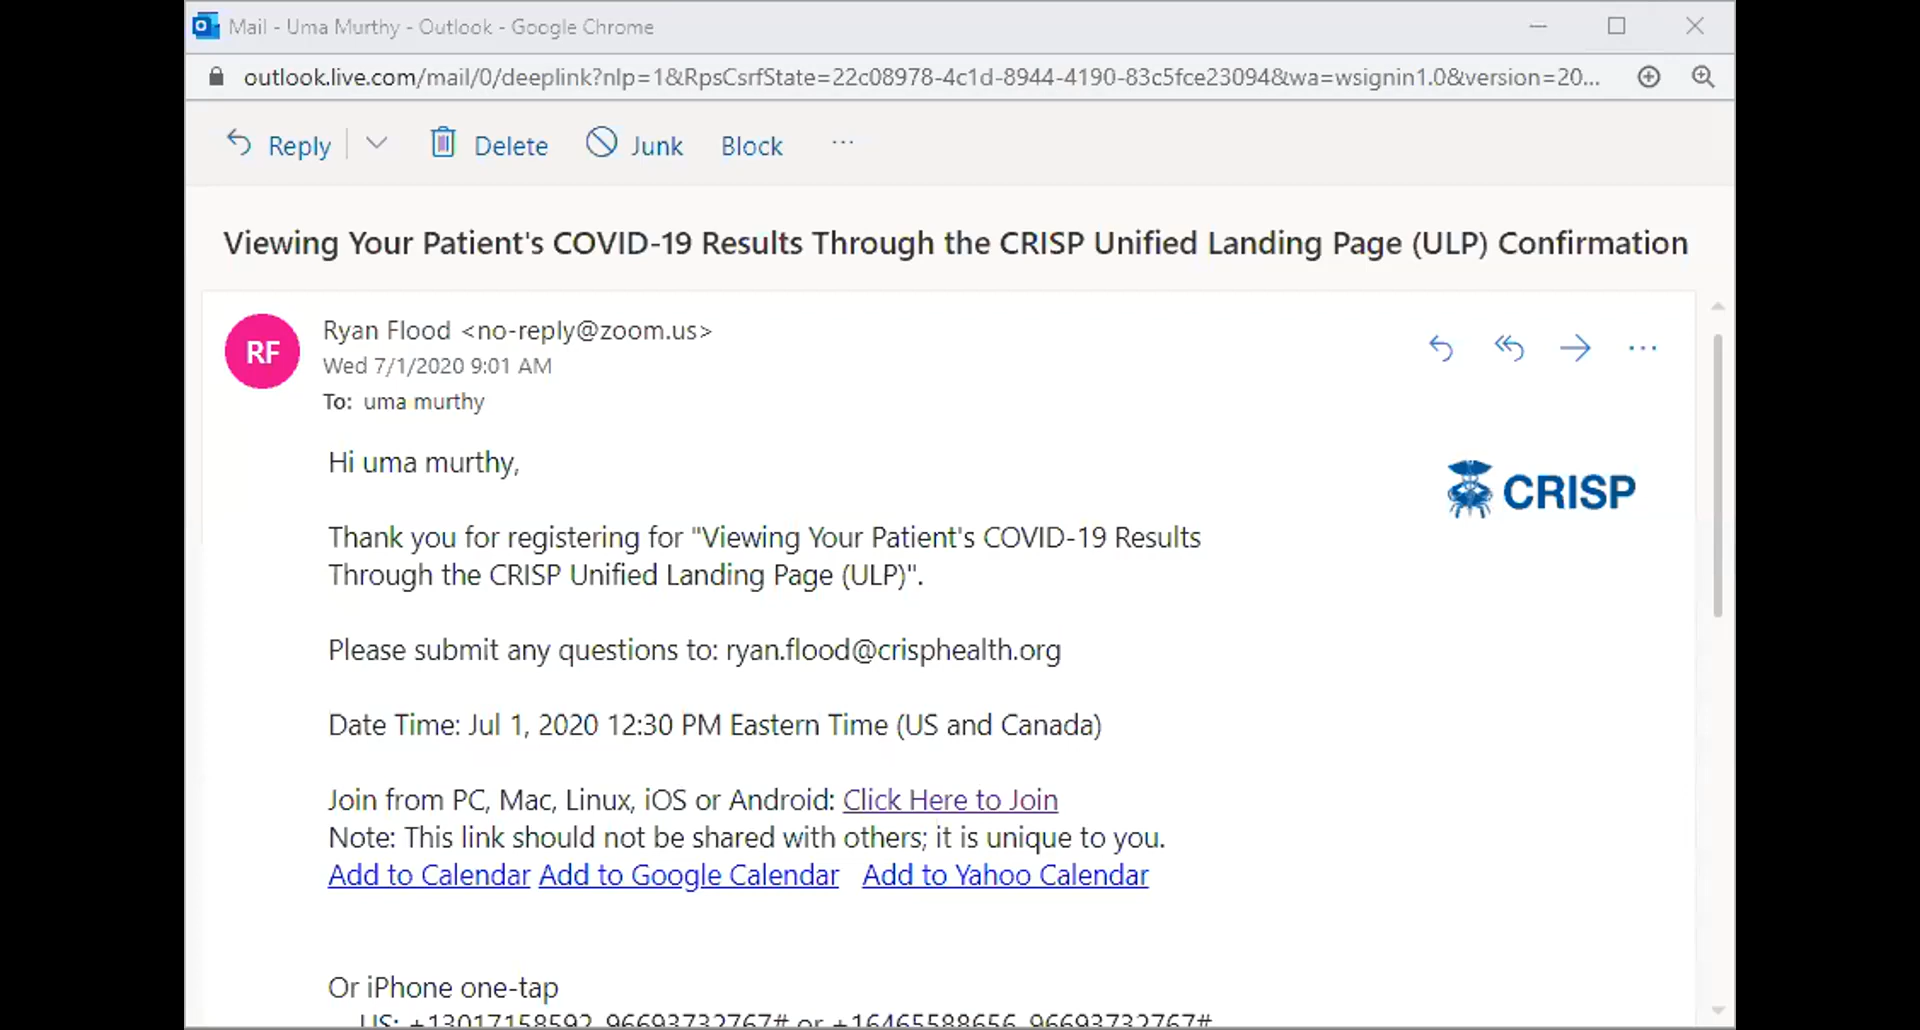 Mail - Uma Murthy - Outlook - Google Chrome
outlook.live.com/mail/0/deeplink?nlp=1&RpsCsrfState=22c08978-4c1d-8944-4190-83c5fce23094&wa=wsignin1.0&version=20...
Reply Delete Junk Block ...
Viewing Your Patient's COVID-19 Results Through the CRISP Unified Landing Page (ULP) Confirmation
RF
Ryan Flood <no-reply@zoom.us>
Wed 7/1/2020 9:01 AM
To: uma murthy
Hi uma murthy,
CRISP
Thank you for registering for "Viewing Your Patient's COVID-19 Results
Through the CRISP Unified Landing Page (ULP)".
Please submit any questions to: ryan.flood@crisphealth.org
Date Time: Jul 1, 2020 12:30 PM Eastern Time (US and Canada)
Join from PC, Mac, Linux, iOS or Android: Click Here to Join
Note: This link should not be shared with others; it is unique to you.
Add to Calendar Add to Google Calendar Add to Yahoo Calendar
Or iPhone one-tap
US: +13017158592,96693732767# or +16465588656,96693732767#